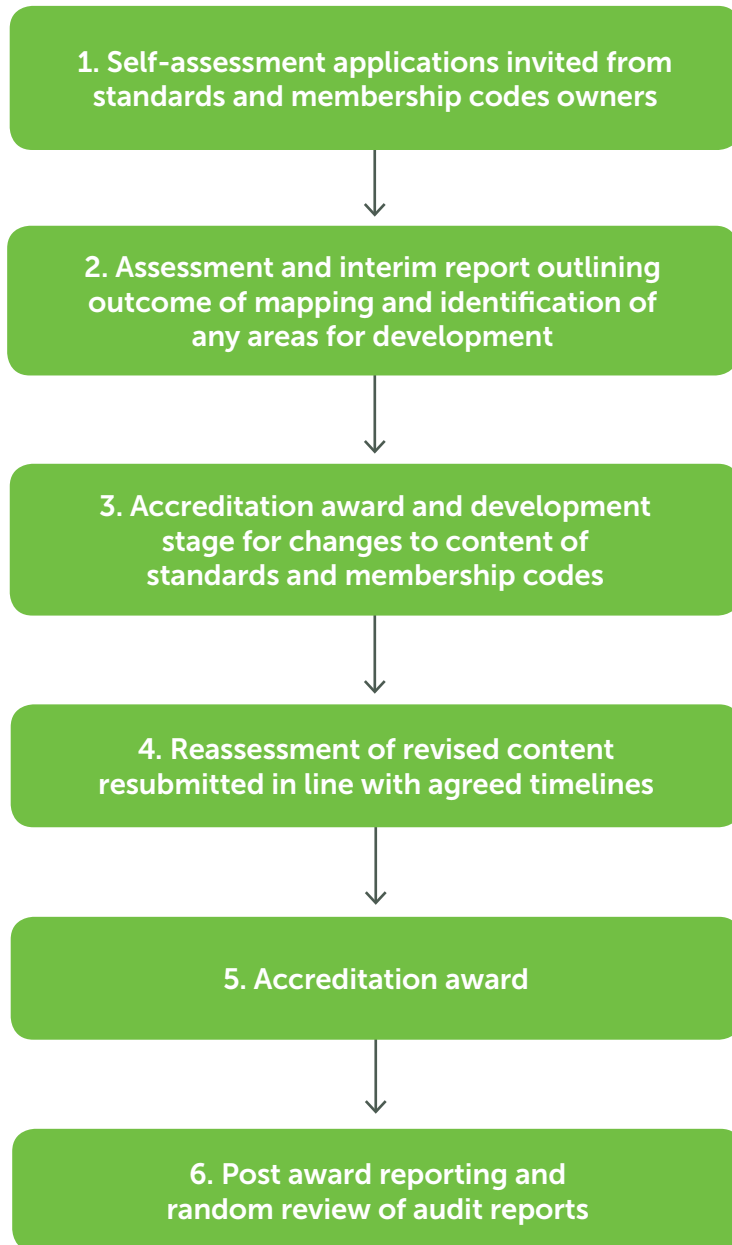 1. Self-assessment applications invited from
standards and membership codes owners
2. Assessment and interim report outlining
outcome of mapping and identification of
any areas for development
3. Accreditation award and development
stage for changes to content of
standards and membership codes
4. Reassessment of revised content
resubmitted in line with agreed timelines
5. Accreditation award
6. Post award reporting and
random review of audit reports